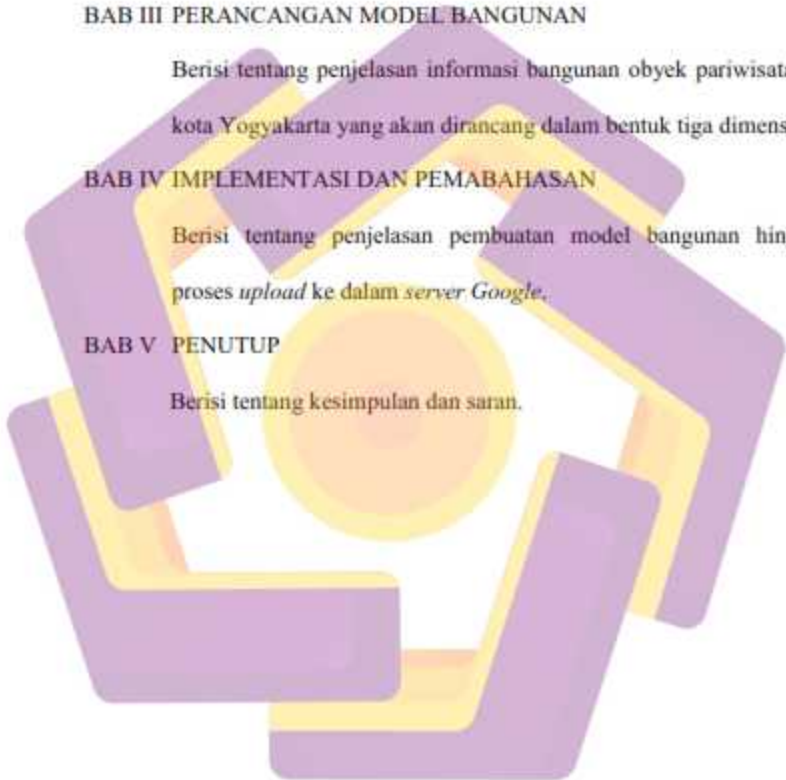 BAB III PERANCANGAN MODEL BANGUNAN
Berisi tentang penjelasan informasi bangunan obyek pariwisata
kota Yogyakarta yang akan dirancang dalam bentuk tiga dimens
BAB IV IMPLEMENTASI DAN PEMABAHASAN
Berisi tentang penjelasan pembuatan model bangunan hin
proses upload ke dalam server Google.
BAB V PENUTUP
Berisi tentang kesimpulan dan saran.